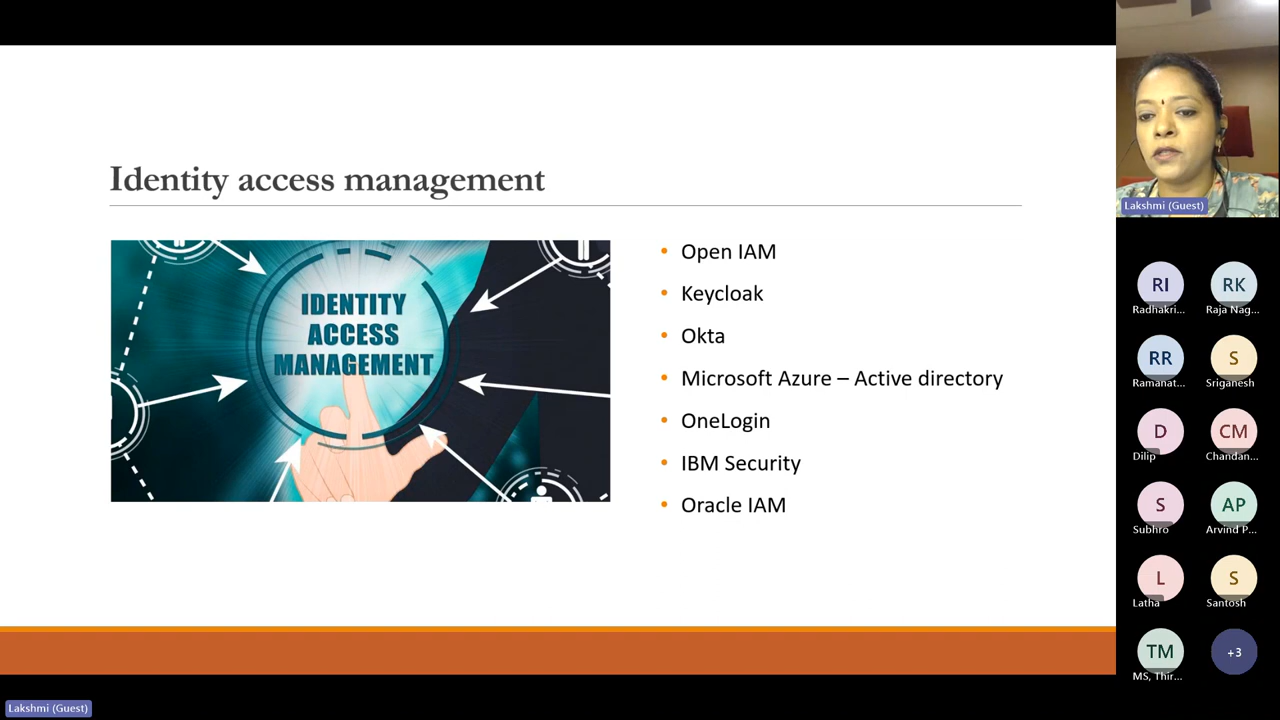 Identity access management
IDENTITY
ACCESS
MANAGEMENT
• Open IAM
• Keycloak
• Okta
• Microsoft Azure – Active directory
• OneLogin
• IBM Security
• Oracle IAM
Lakshmi (Guest)
RI
RK
Radhakri...
Raja Nag...
RR
S
Ramanat...
Sriganesh
D
CM
Dilip
Chandan...
S
AP
Subhro
Arvind P...
L
S
Latha
Santosh
TM
+3
MS, Thir...
Lakshmi (Guest)